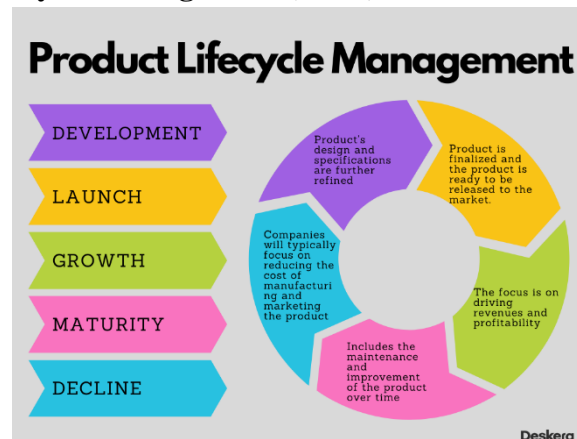 Product Lifecycle Management
DEVELOPMENT
LAUNCH
GROWTH
MATURITY
DECLINE
Product's
design and
specifications
are further
refined
Product is
finalized and
the product is
ready to be
released to the
market.
The focus is on
driving
revenues and
profitability
Includes the
maintenance
and
improvement
of the product
over time
Companies
will typically
focus on
reducing the
cost of
manufacturi
ng and
marketing
the product
Deskera